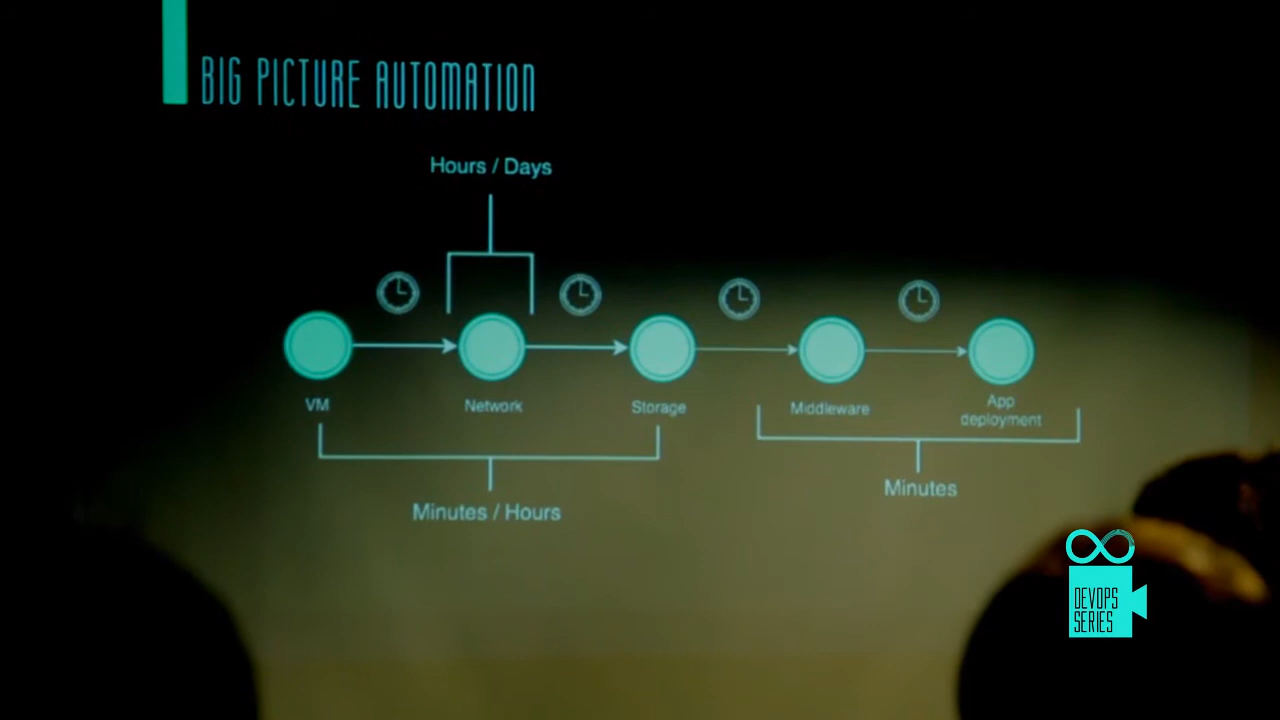 BIG PICTURE AUTOMATION
Hours / Days
VM
Network
Storage
Middleware
App
deployment
Minutes / Hours
Minutes
DEVOPS
SERIES